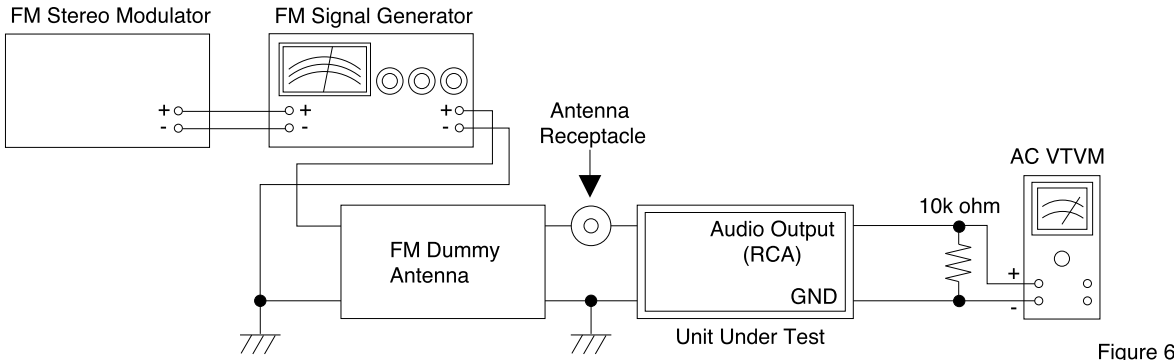 FM Stereo Modulator
FM Signal Generator
+
-
+
-
+
-
Antenna
Receptacle
AC VTVM
10k ohm
FM Dummy
Antenna
Audio Output
(RCA)
GND
+
-
Unit Under Test
Figure 6